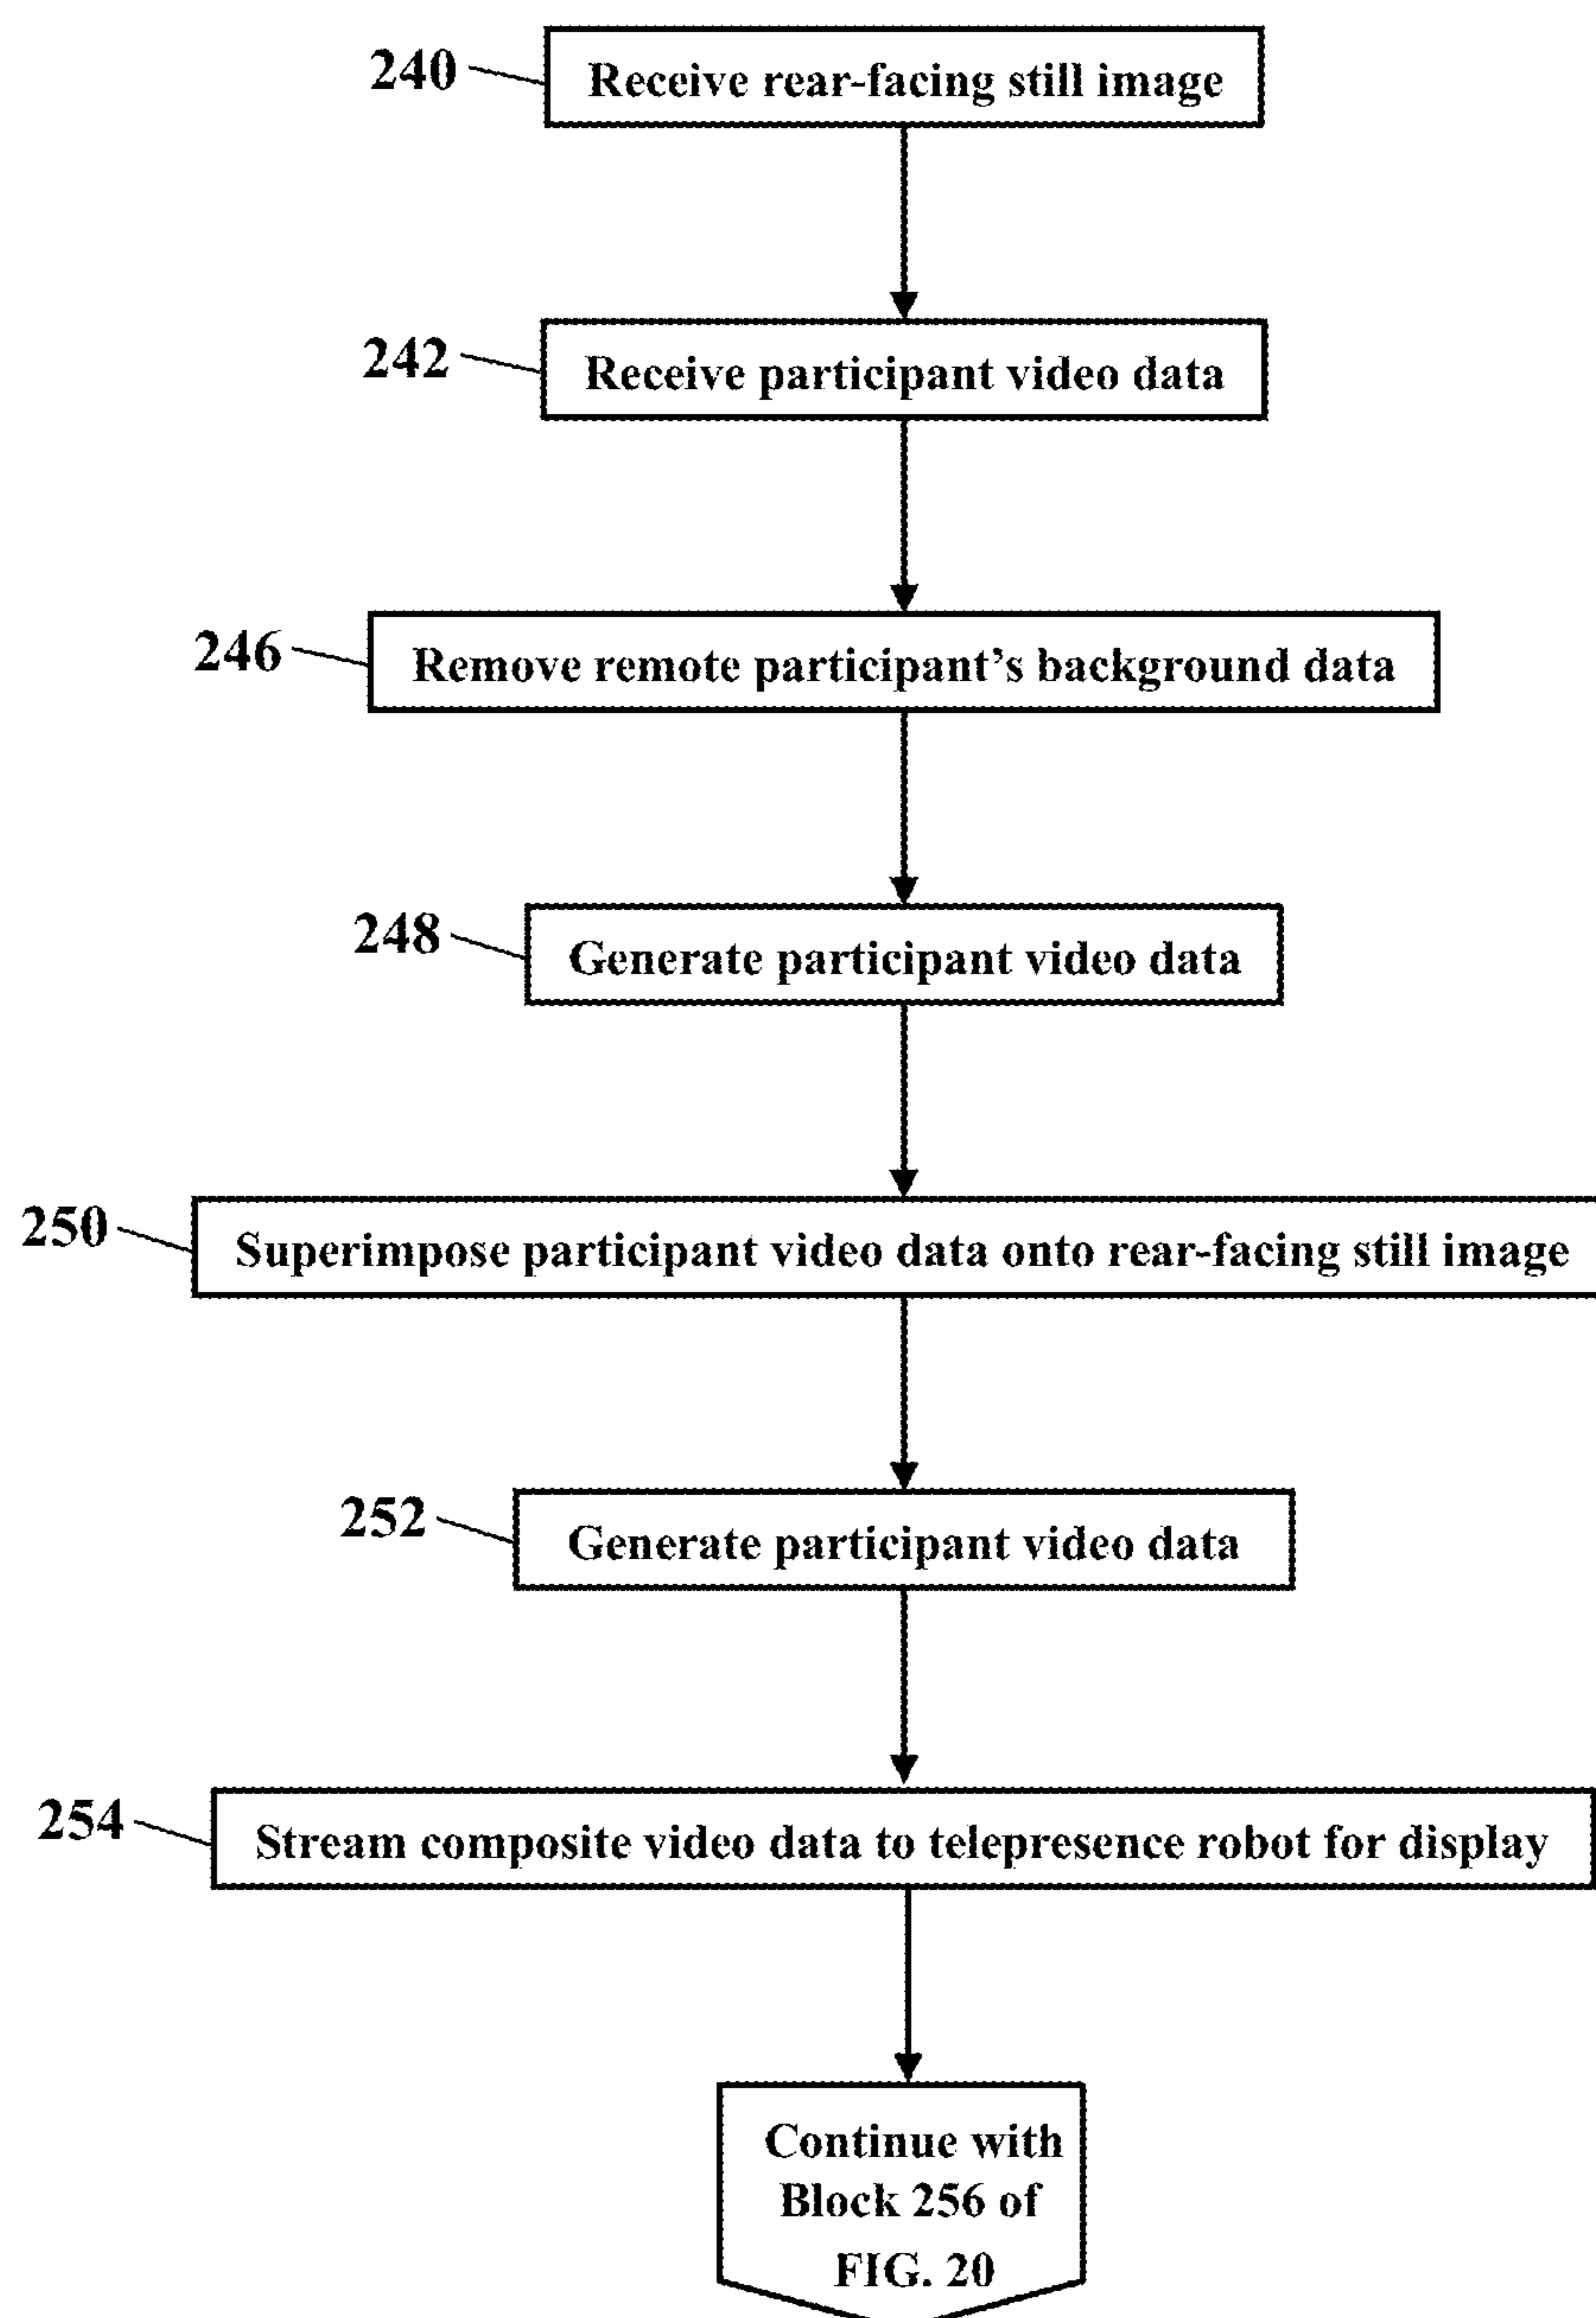 240
Receive rear-facing still image
242
Receive participant video data
246
Remove remote participant's background data
248
Generate participant video data
250
Superimpose participant video data onto rear-facing still image
252
Generate participant video data
254
Stream composite video data to telepresence robot for display
Continue with
Block 256 of
FIG. 20